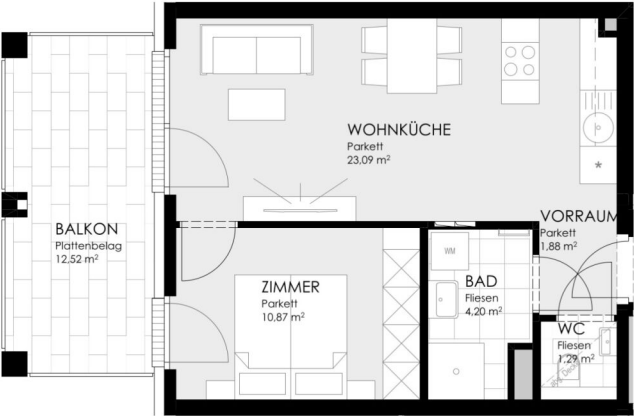 WOHNKÜCHE
Parkett
23,09 m²
VORRAUM
Parkett
1,88 m²
BALKON
Plattenbelag
12,52 m²
ZIMMER
Parkett
10,87 m²
WM
BAD
Fliesen
4,20 m²
WC
Fliesen
1,29 m²